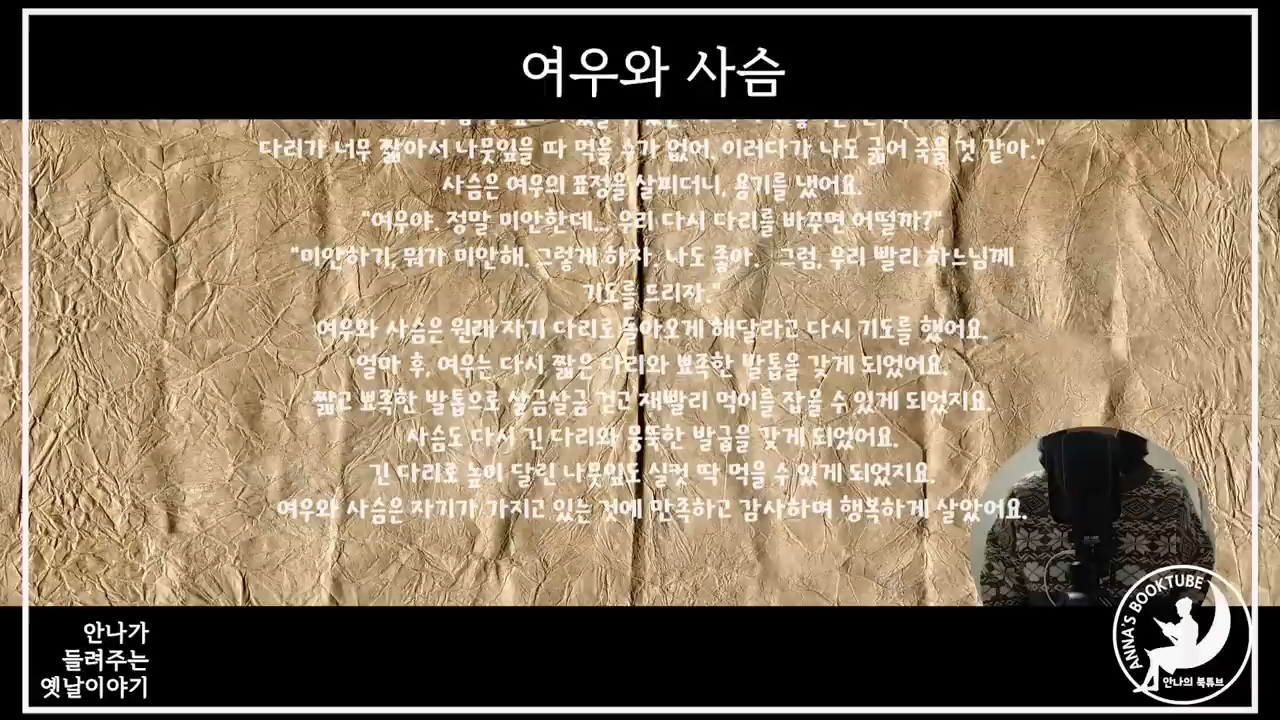 여우와 사슴
다리가 너무 짧아서 나뭇잎을 따 먹을 수가 없어. 이러다가 나도 굶어 죽을 것 같아."
사슴은 여우의 표정을 살피더니, 용기를 냈어요.
"여우야. 정말 미안한데... 우리 다시 다리를 바꾸면 어떨까?"
"미안하기, 뭐가 미안해. 그렇게 하자. 나도 좋아. 그럼, 우리 빨리 하느님께
기도를 드리자."
여우와 사슴은 원래 자기 다리로 돌아오게 해달라고 다시 기도를 했어요.
얼마 후, 여우는 다시 짧은 다리와 뾰족한 발톱을 갖게 되었어요.
짧고 뾰족한 발톱으로 살금살금 걷고 재빨리 먹이를 잡을 수 있게 되었지요.
사슴도 다시 긴 다리와 뭉뚝한 발굽을 갖게 되었어요.
긴 다리로 높이 달린 나뭇잎도 실컷 딱 먹을 수 있게 되었지요.
여우와 사슴은 자기가 가지고 있는 것에 만족하고 감사하며 행복하게 살았어요.
안나가
들려주는
옛날이야기
ANNA'S BOOKTUBE
안나의 북튜브